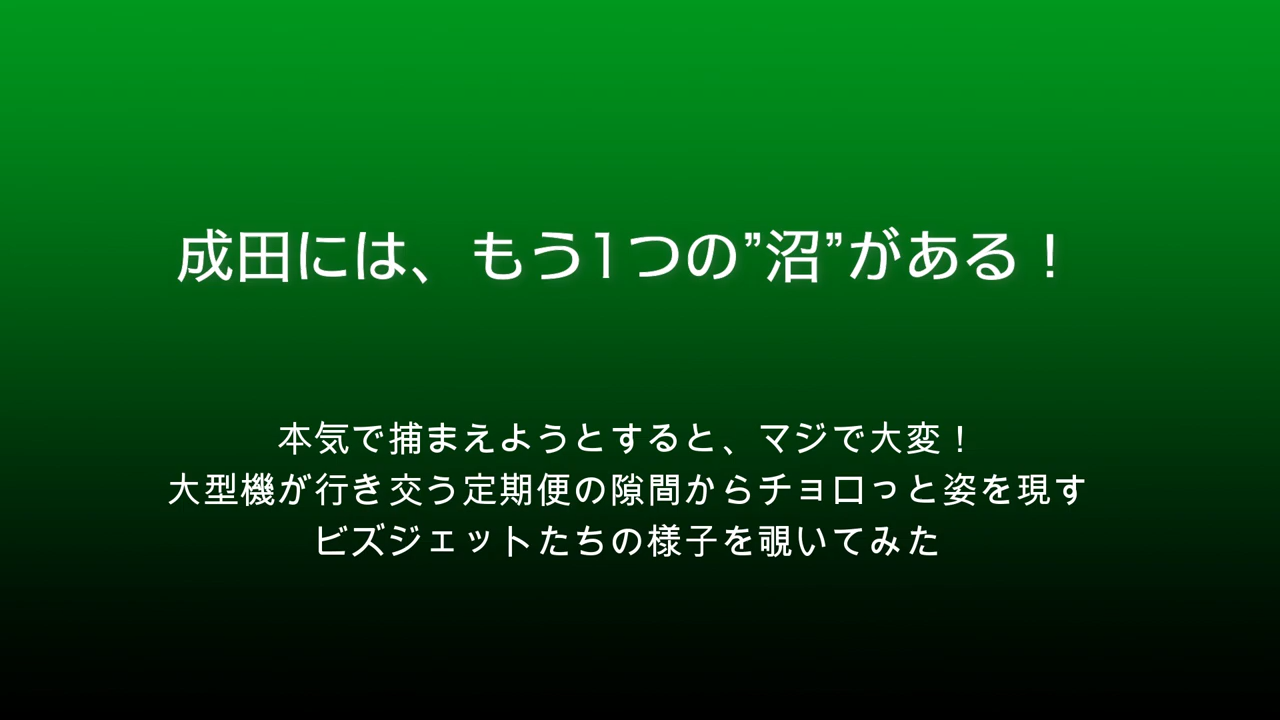 成田には、もう1つの”沼”がある！
本気で捕まえようとすると、マジで大変！
大型機が行き交う定期便の隙間からチョロっと姿を現す
ビズジェットたちの様子を覗いてみた